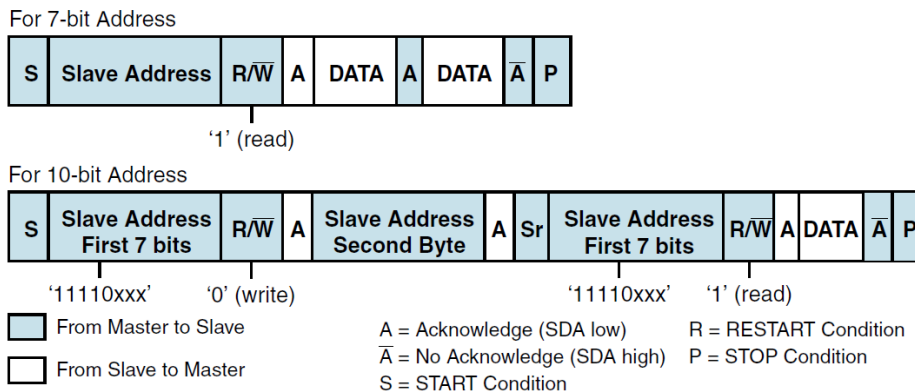 For 7-bit Address
S Slave Address R/W̅ A DATA A DATA A̅ P
‘1’ (read)
For 10-bit Address
S Slave Address First 7 bits R/W̅ A Slave Address Second Byte A Sr Slave Address First 7 bits R/W̅ A DATA A̅ P
‘11110xxx’ ‘0’ (write) ‘11110xxx’ ‘1’ (read)
From Master to Slave
From Slave to Master
A = Acknowledge (SDA low)
A̅ = No Acknowledge (SDA high)
S = START Condition
R = RESTART Condition
P = STOP Condition